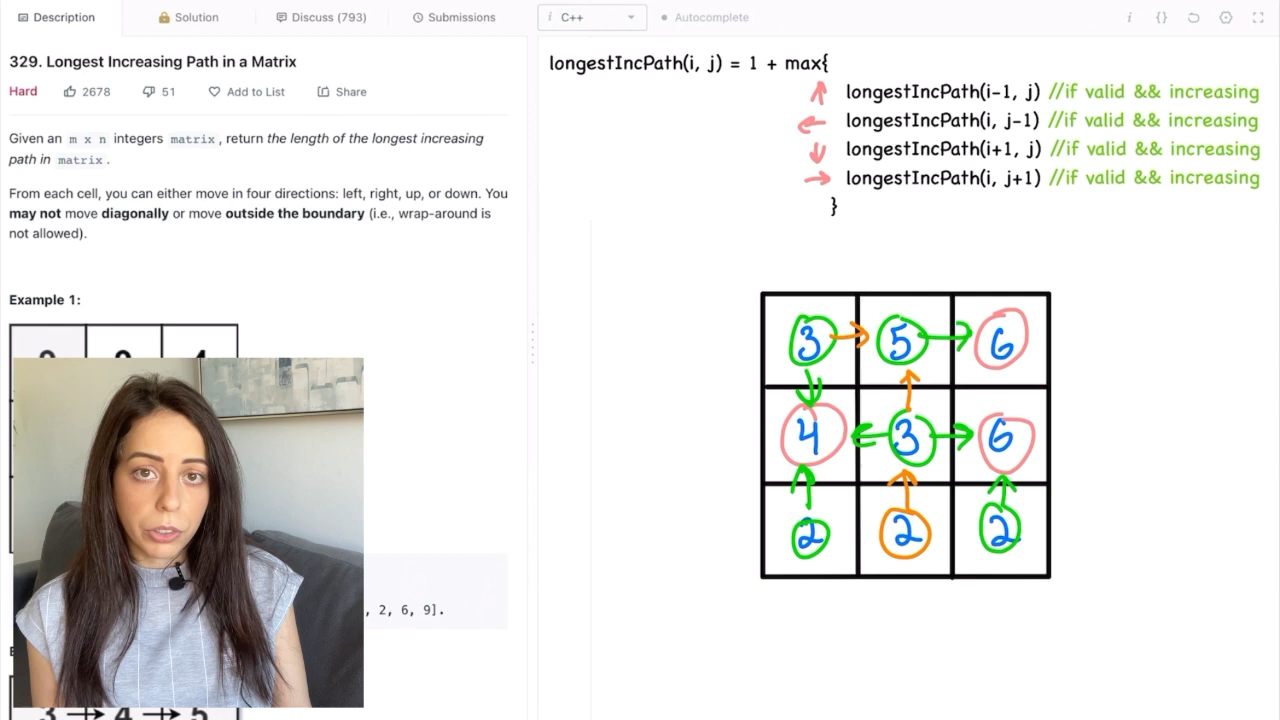 Description
Solution
Discuss (793)
Submissions
i C++
Autocomplete
i {}
329. Longest Increasing Path in a Matrix
Hard 2678 51 Add to List Share
Given an m x n integers matrix, return the length of the longest increasing
path in matrix.
From each cell, you can either move in four directions: left, right, up, or down. You
may not move diagonally or move outside the boundary (i.e., wrap-around is
not allowed).
Example 1:
, 2, 6, 9].
3 → 4 → 5
longestIncPath(i, j) = 1 + max{
longestIncPath(i-1, j) //if valid && increasing
longestIncPath(i, j-1) //if valid && increasing
longestIncPath(i+1, j) //if valid && increasing
longestIncPath(i, j+1) //if valid && increasing
}
3 5 6
4 3 6
2 2 2